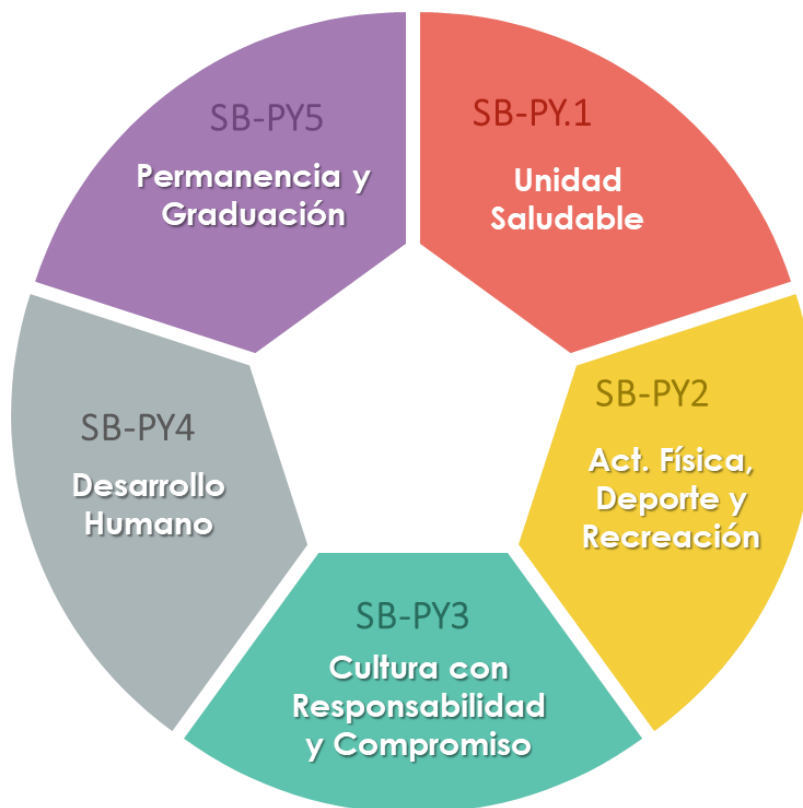 SB-PY.1
Unidad
Saludable
SB-PY2
Act. Física,
Deporte y
Recreación
SB-PY3
Cultura con
Responsabilidad
y Compromiso
SB-PY4
Desarrollo
Humano
SB-PY5
Permanencia y
Graduación